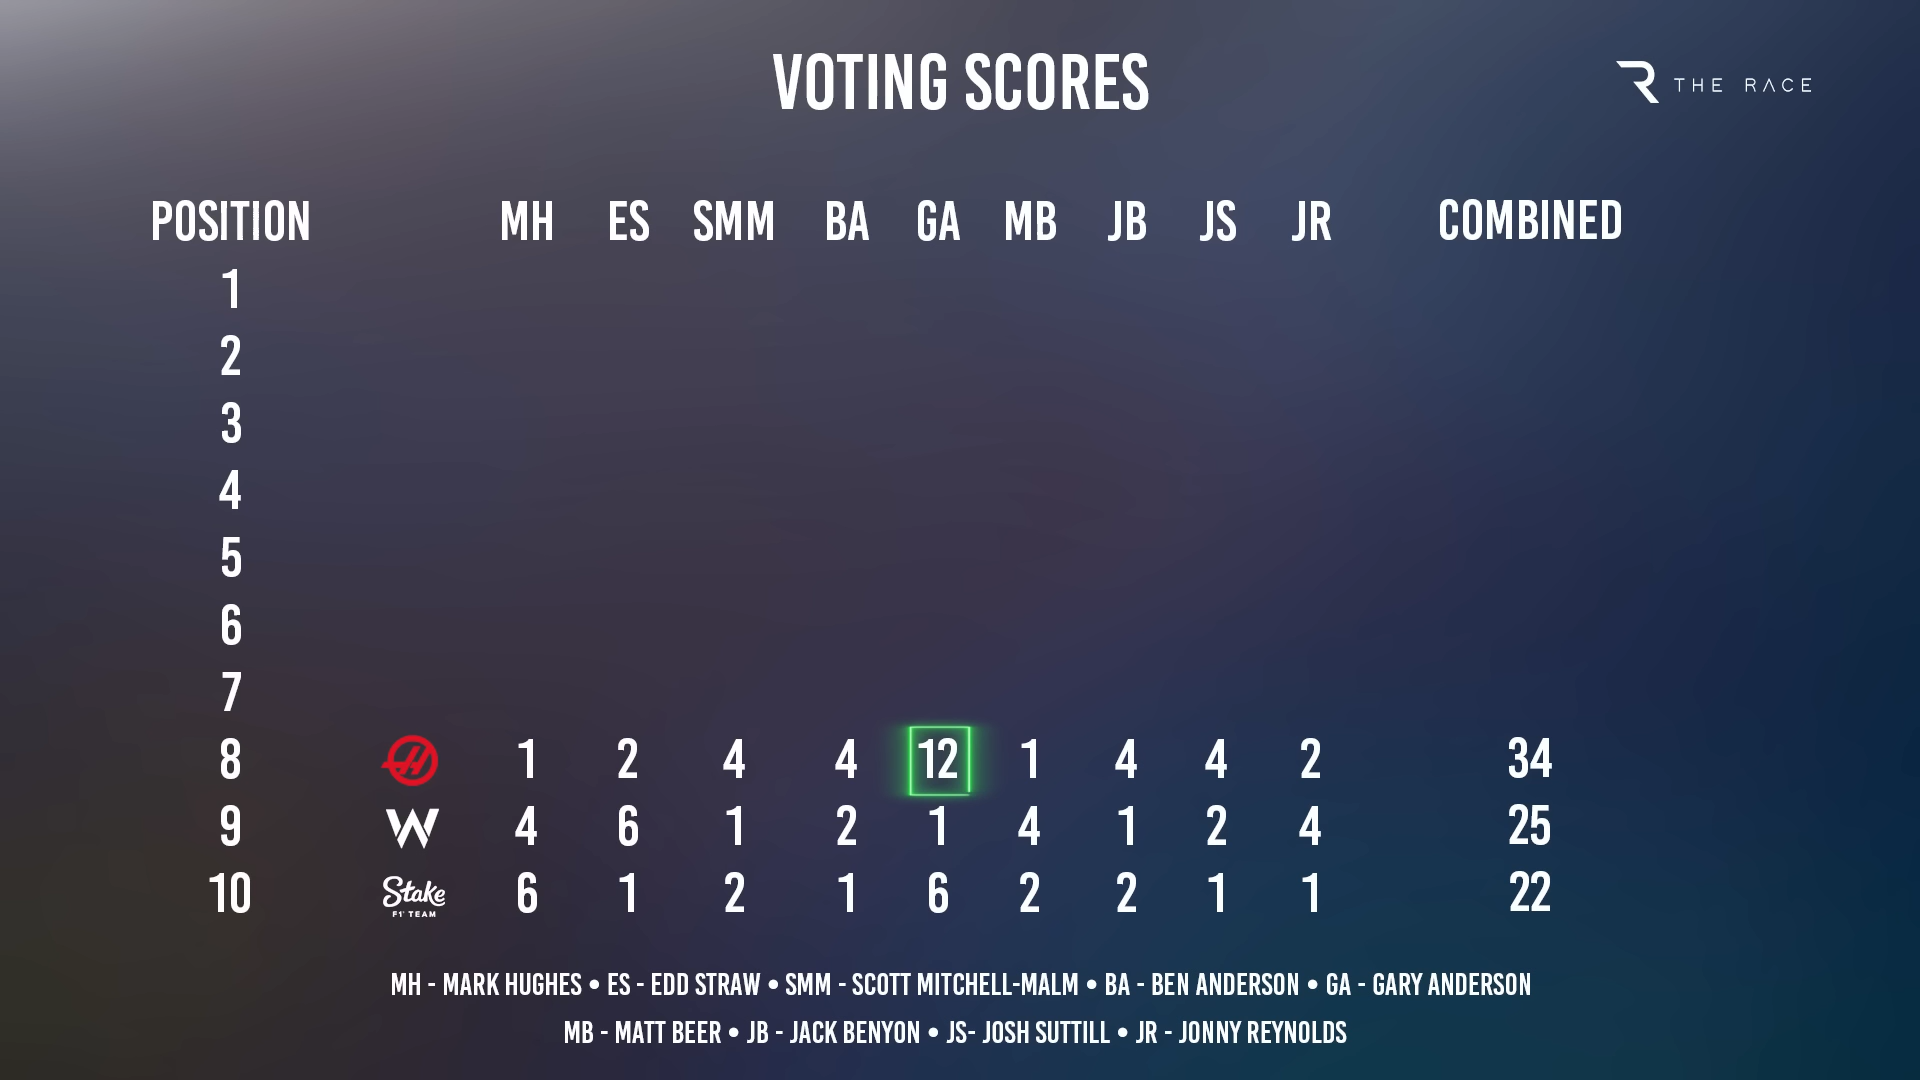 VOTING SCORES
THE RACE
POSITION MH ES SMM BA GA MB JB JS JR COMBINED
1
2
3
4
5
6
7
8 1 2 4 4 12 1 4 4 2 34
9 W 4 6 1 2 1 4 1 2 4 25
10 Stake F1 TEAM 6 1 2 1 6 2 2 1 1 22
MH - MARK HUGHES • ES - EDD STRAW • SMM - SCOTT MITCHELL-MALM • BA - BEN ANDERSON • GA - GARY ANDERSON
MB - MATT BEER • JB - JACK BENYON • JS- JOSH SUTTILL • JR - JONNY REYNOLDS